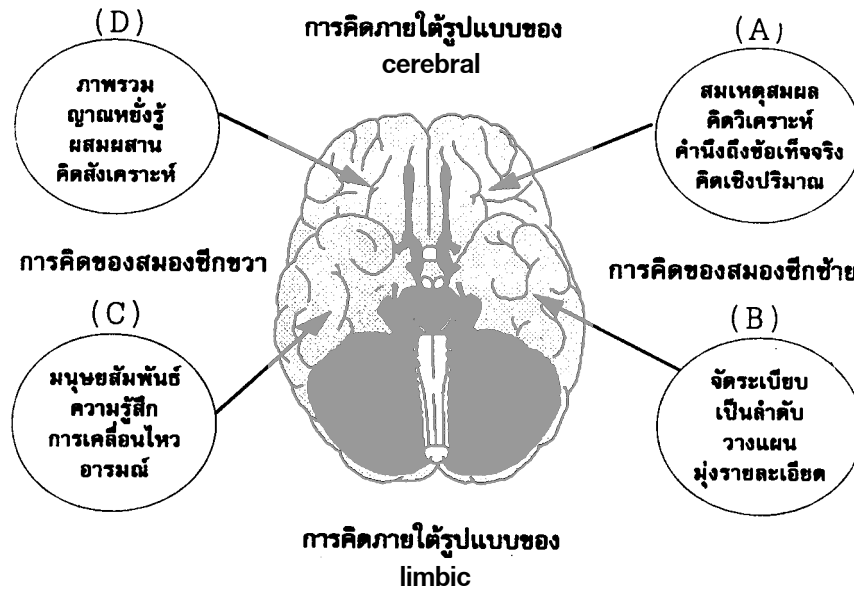 (D)
การคิดภายใต้รูปแบบของ
cerebral
(A)
ภาพรวม
ญาณหยั่งรู้
ผสมผสาน
คิดสังเคราะห์
สมเหตุสมผล
คิดวิเคราะห์
คำนึงถึงข้อเท็จจริง
คิดเชิงปริมาณ
การคิดของสมองซีกขวา
การคิดของสมองซีกซ้าย
(C)
(B)
มนุษยสัมพันธ์
ความรู้สึก
การเคลื่อนไหว
อารมณ์
จัดระเบียบ
เป็นลำดับ
วางแผน
มุ่งรายละเอียด
การคิดภายใต้รูปแบบของ
limbic